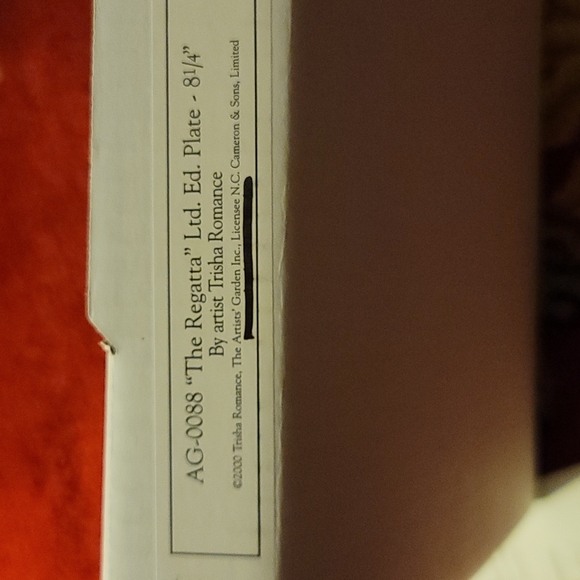 AG-0088 “The Regatta” Ltd. Ed. Plate - 8¹/₄”
By artist Trisha Romance
©2000 Trisha Romance, The Artists' Garden Inc., Licensee N.C. Cameron & Sons, Limited